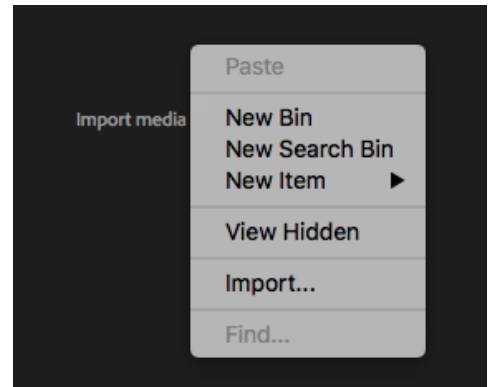 Paste
Import media
New Bin
New Search Bin
New Item
View Hidden
Import...
Find...